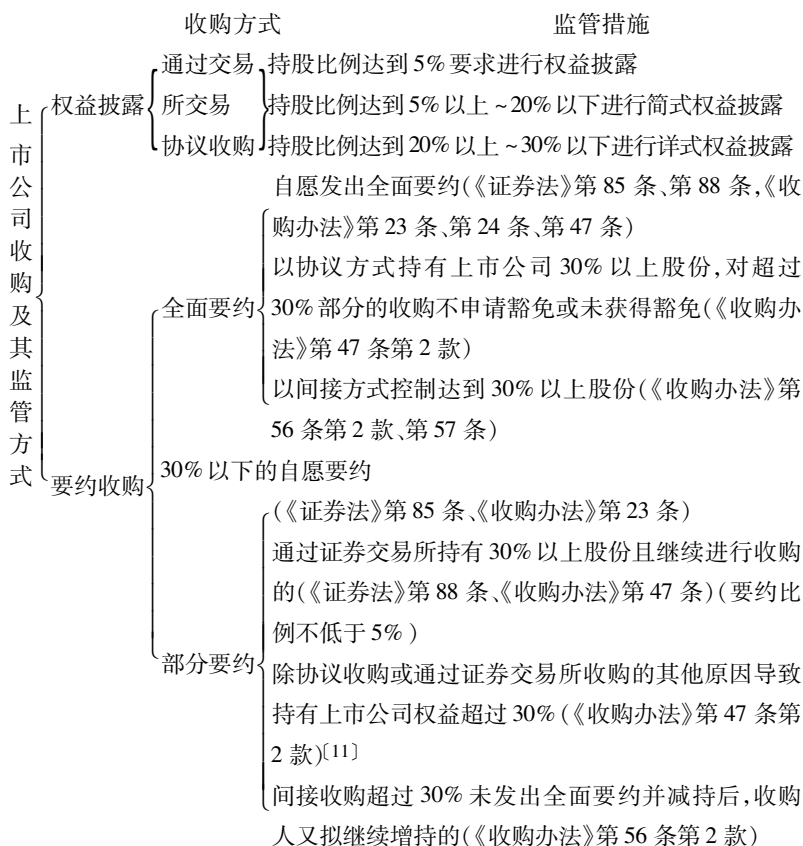 收购方式 监管措施
上市公司收购及其监管方式
权益披露
通过交易所交易
协议收购
持股比例达到5%要求进行权益披露
持股比例达到5%以上~20%以下进行简式权益披露
持股比例达到20%以上~30%以下进行详式权益披露
要约收购
全面要约
自愿发出全面要约(《证券法》第85条、第88条,《收
购办法》第23条、第24条、第47条)
以协议方式持有上市公司30%以上股份,对超过
30%部分的收购不申请豁免或未获得豁免(《收购办
法》第47条第2款)
以间接方式控制达到30%以上股份(《收购办法》第
56条第2款、第57条)
30%以下的自愿要约
部分要约
(《证券法》第85条、《收购办法》第23条)
通过证券交易所持有30%以上股份且继续进行收购
的(《证券法》第88条、《收购办法》第47条)(要约比
例不低于5%)
除协议收购或通过证券交易所收购的其他原因导致
持有上市公司权益超过30%(《收购办法》第47条第
2款)〔11〕
间接收购超过30%未发出全面要约并减持后,收购
人又拟继续增持的(《收购办法》第56条第2款)